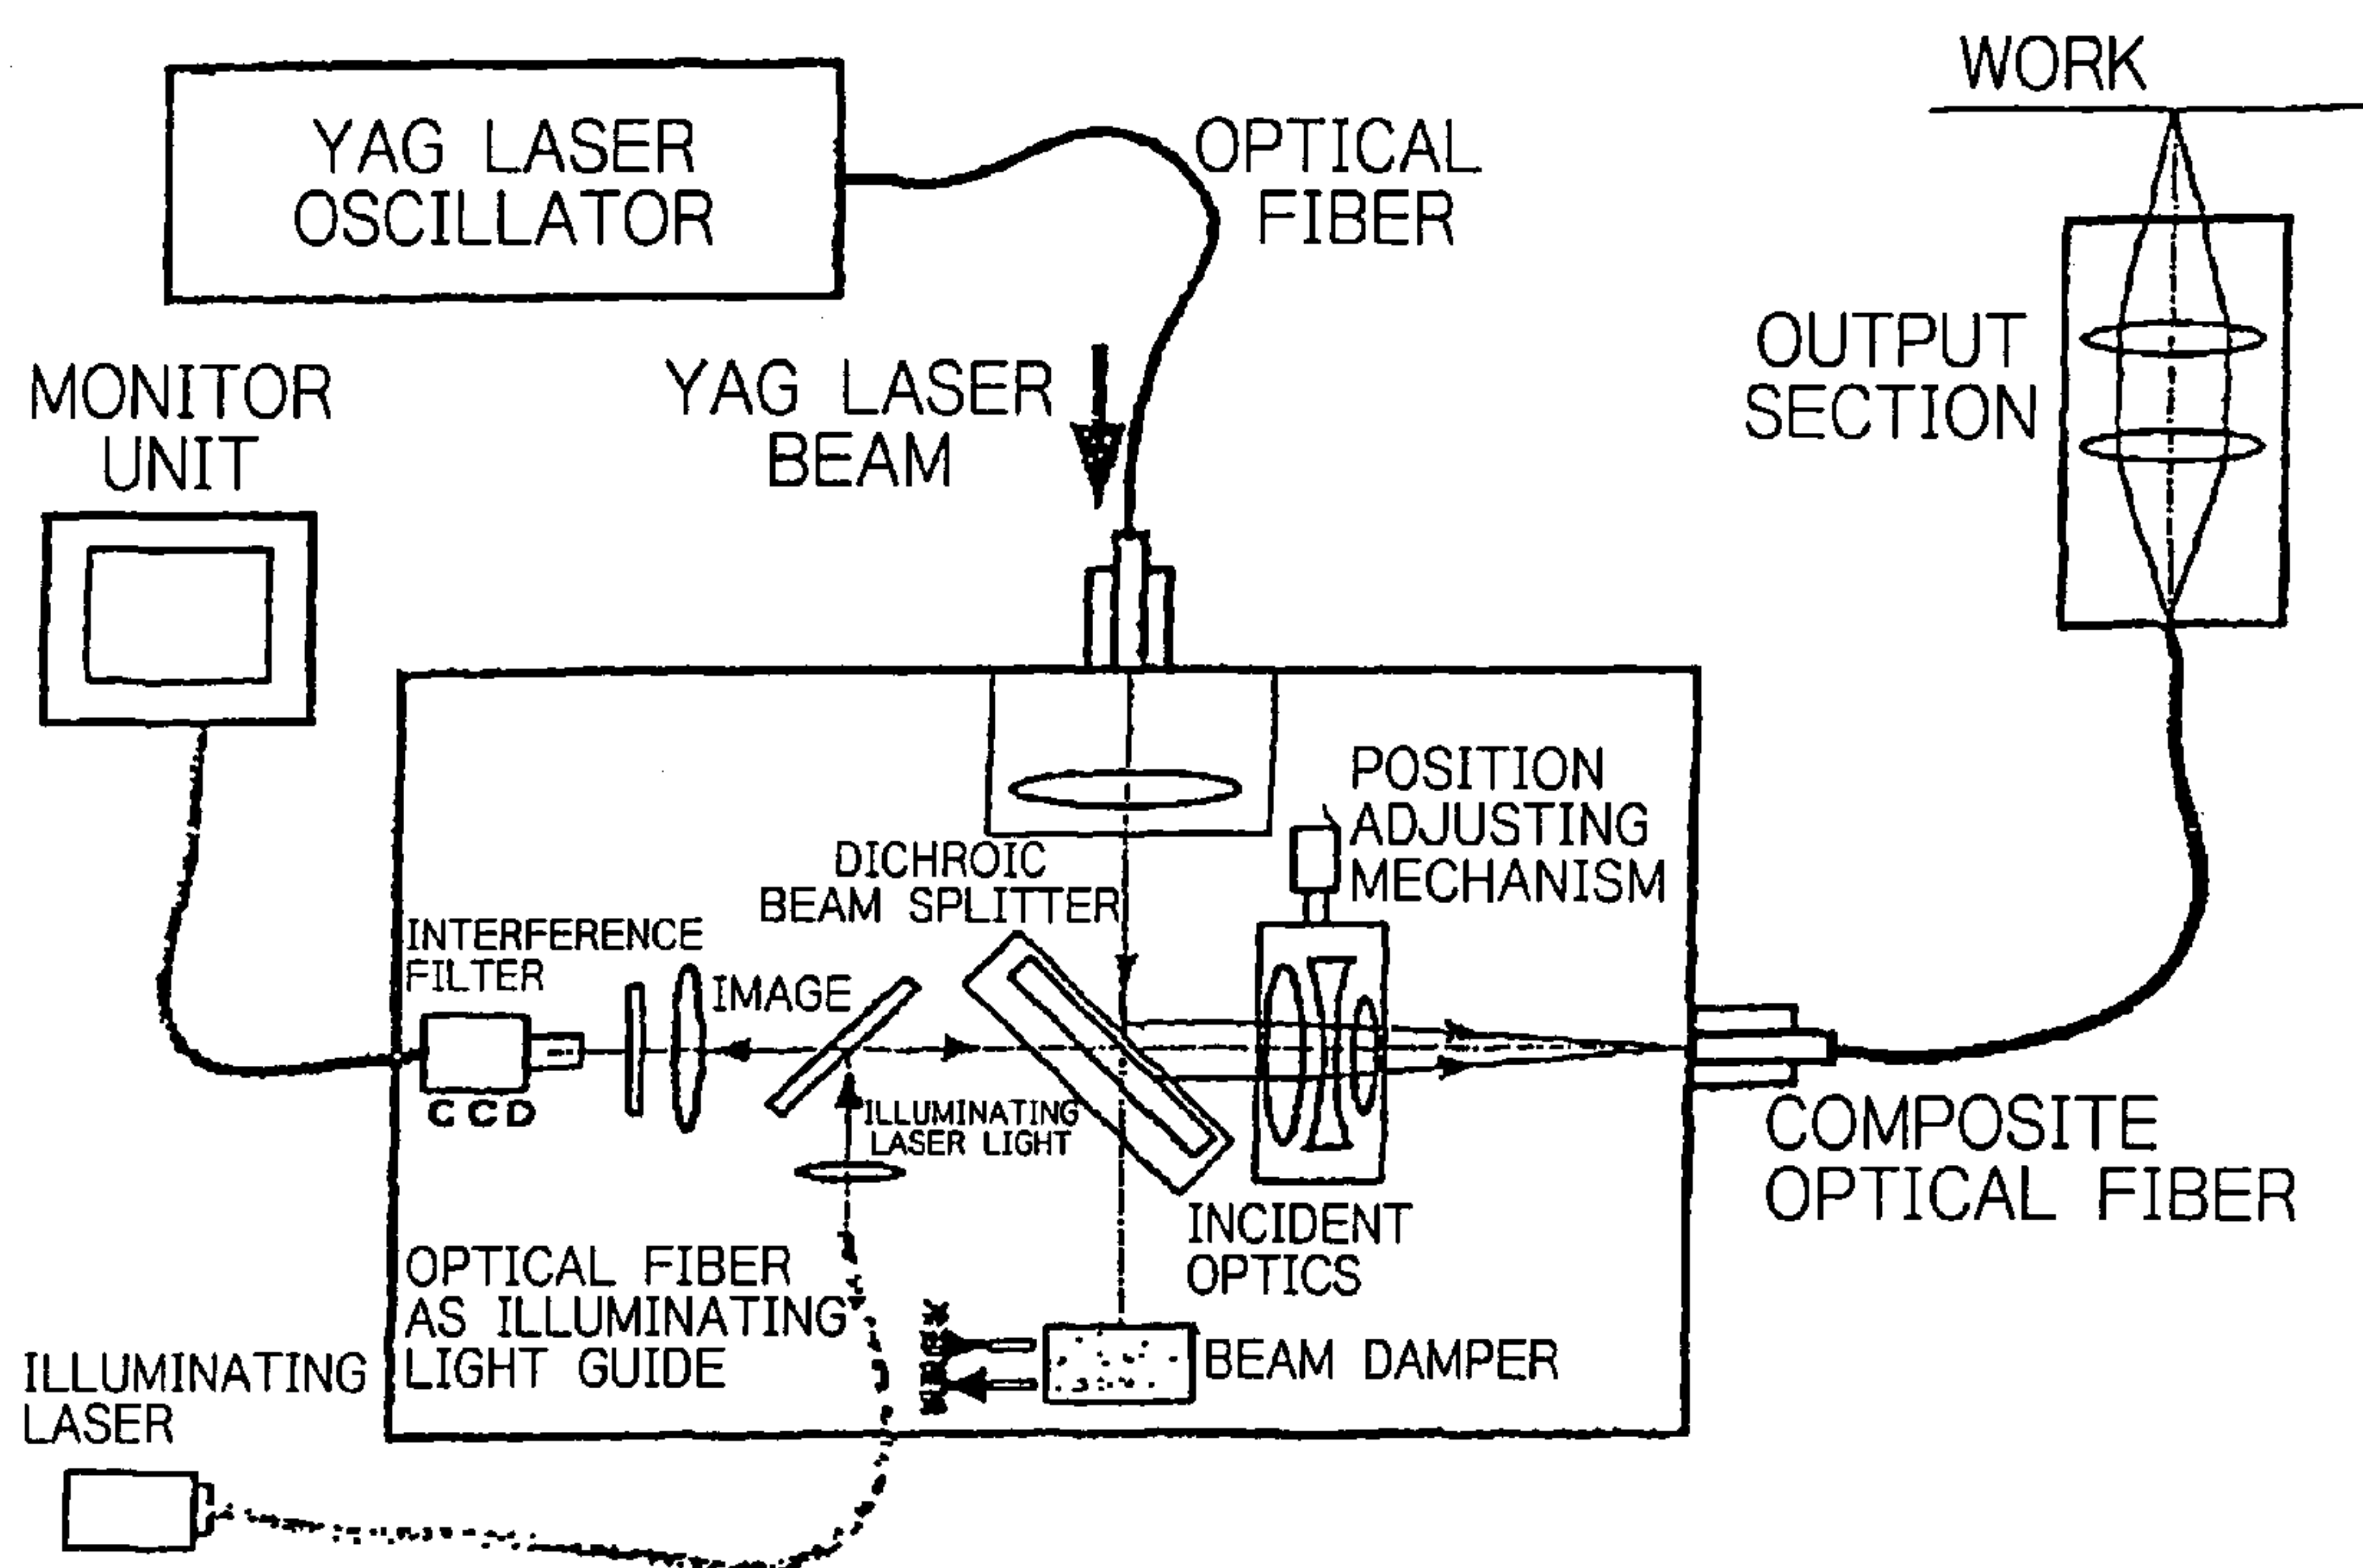 WORK
YAG LASER
OSCILLATOR
OPTICAL
FIBER
MONITOR
UNIT
YAG LASER
BEAM
OUTPUT
SECTION
POSITION
ADJUSTING
MECHANISM
DICHROIC
BEAM SPLITTER
INTERFERENCE
FILTER
IMAGE
CCD
ILLUMINATING
LASER LIGHT
COMPOSITE
OPTICAL FIBER
INCIDENT
OPTICS
OPTICAL FIBER
AS ILLUMINATING
LIGHT GUIDE
BEAM DAMPER
ILLUMINATING
LASER